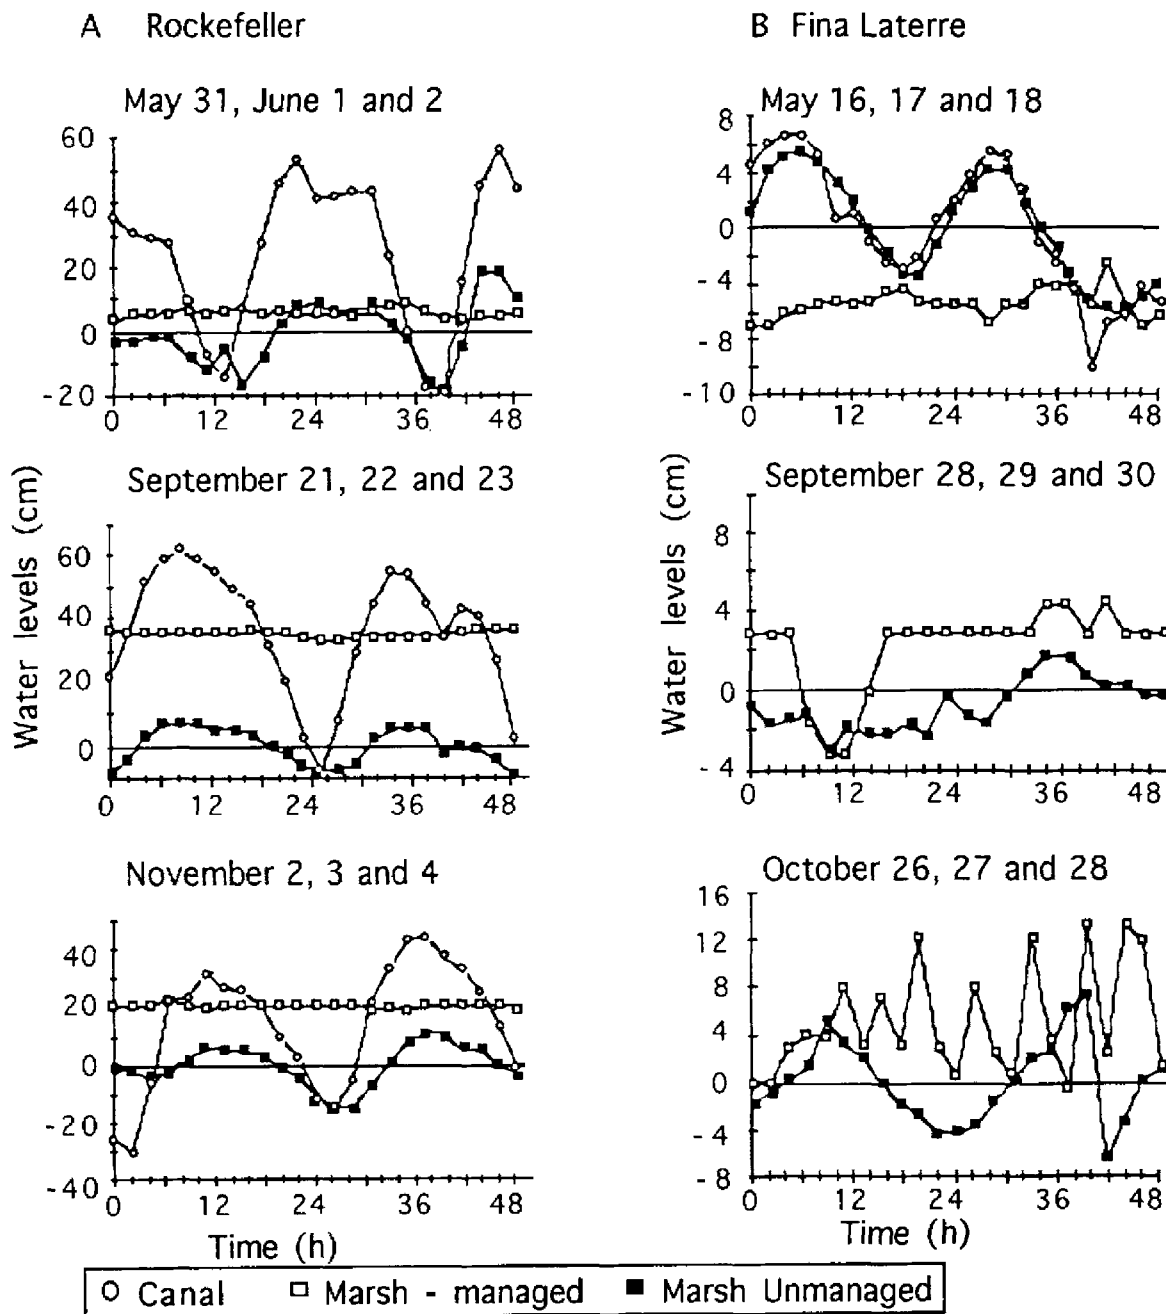 A Rockefeller
B Fina Laterre
May 31, June 1 and 2
60
40
20
0
-20
0 12 24 36 48
May 16, 17 and 18
8
4
0
-4
-8
-10
0 12 24 36 48
Water levels (cm)
September 21, 22 and 23
60
40
20
0
0 12 24 36 48
Water levels (cm)
September 28, 29 and 30
8
4
0
-4
0 12 24 36 48
November 2, 3 and 4
40
20
0
-20
-40
0 12 24 36 48
Time (h)
October 26, 27 and 28
16
12
8
4
0
-4
-8
0 12 24 36 48
Time (h)
Canal Marsh - managed Marsh Unmanaged